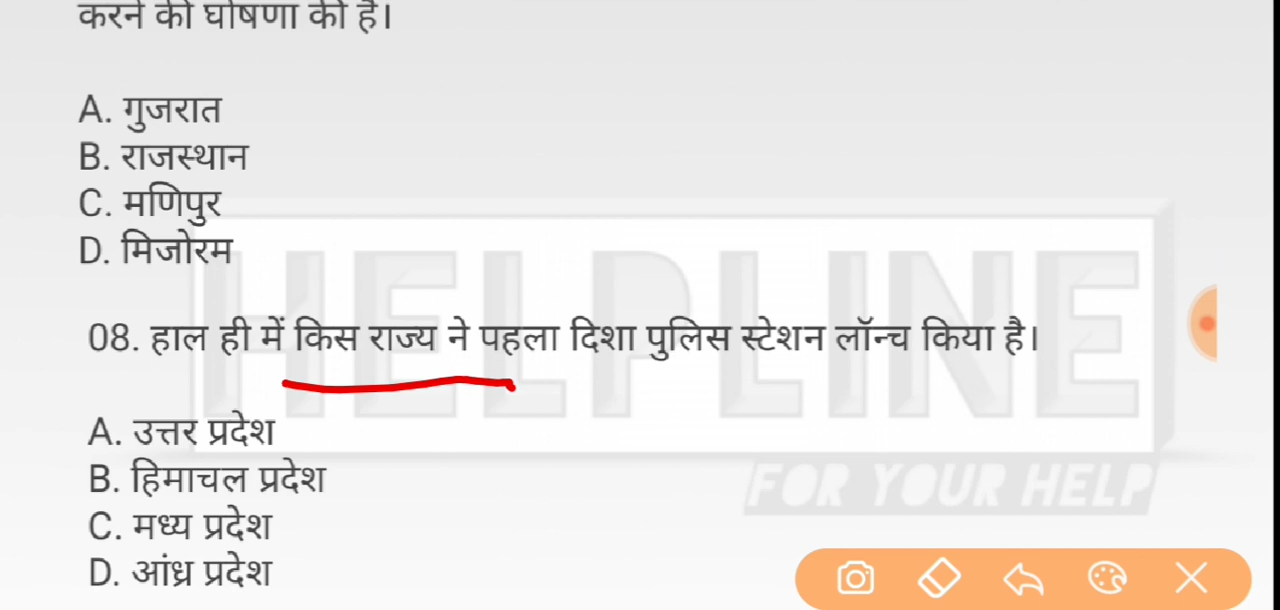 करने की घोषणा की है।
A. गुजरात
B. राजस्थान
C. मणिपुर
D. मिजोरम
08. हाल ही में किस राज्य ने पहला दिशा पुलिस स्टेशन लॉन्च किया है।
A. उत्तर प्रदेश
B. हिमाचल प्रदेश
C. मध्य प्रदेश
D. आंध्र प्रदेश
HELPLINE
FOR YOUR HELP